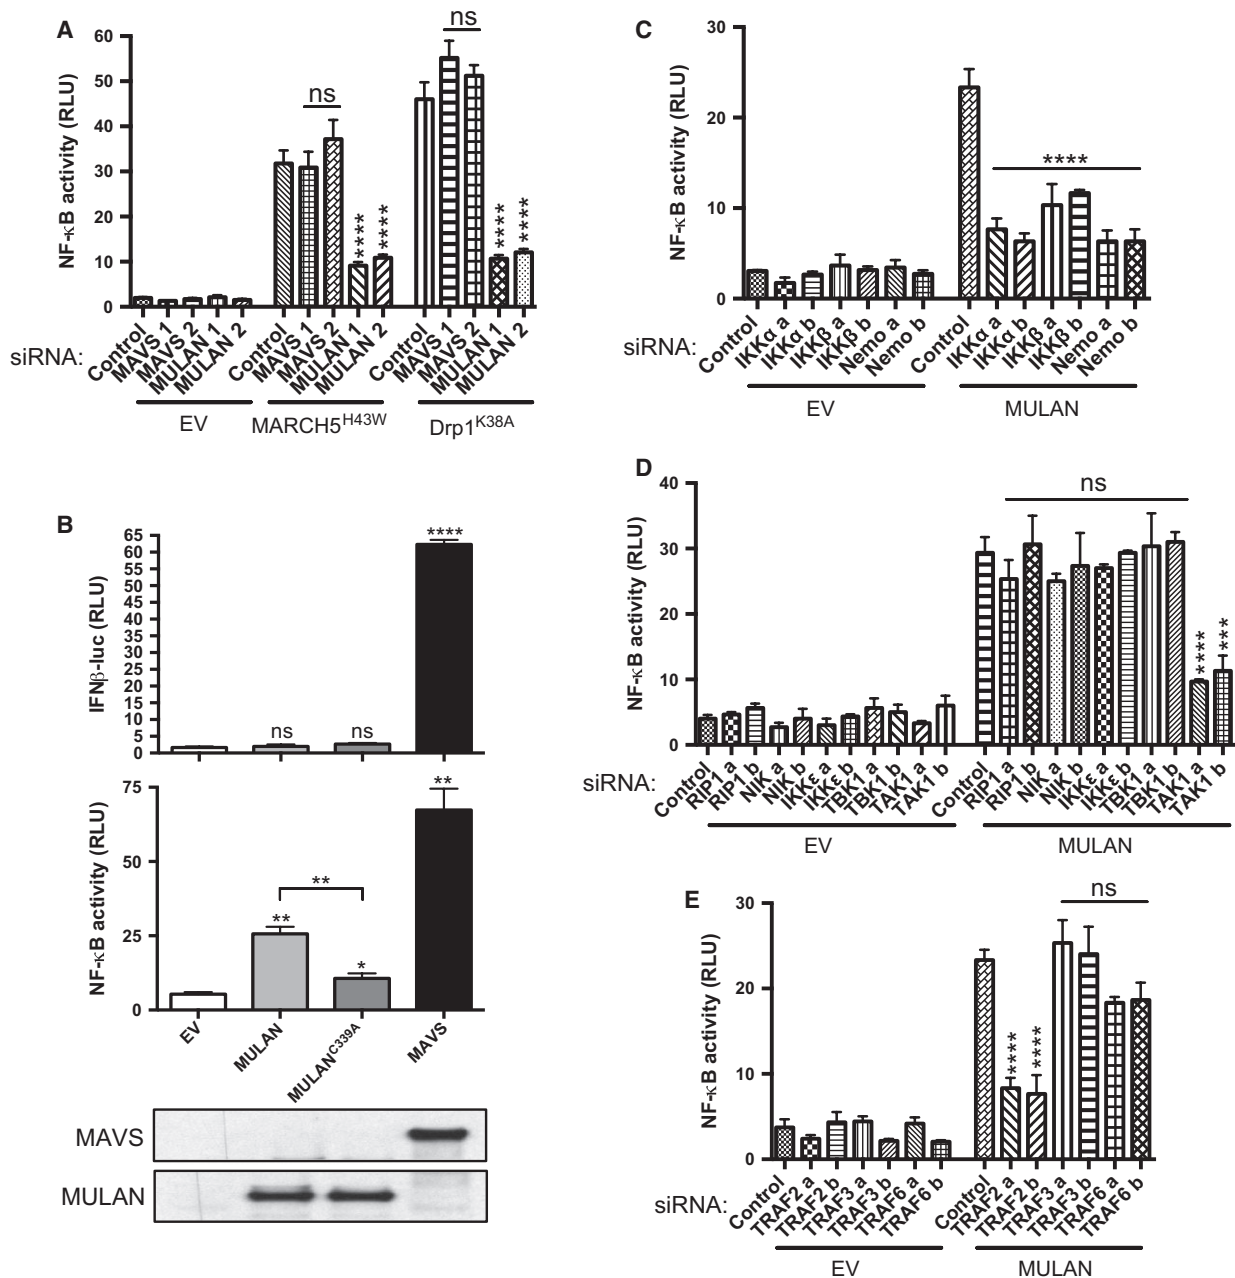 A
60
50
40
30
20
10
0
NF-κB activity (RLU)
ns
ns
****
****
****
****
siRNA:
Control
MAVS 1
MAVS 2
MULAN 1
MULAN 2
Control
MAVS 1
MAVS 2
MULAN 1
MULAN 2
Control
MAVS 1
MAVS 2
MULAN 1
MULAN 2
EV
MARCH5H43W
Drp1K38A
B
65
60
55
50
45
40
35
30
25
20
15
10
5
0
IFNβ-luc (RLU)
ns
ns
****
75
50
25
0
NF-κB activity (RLU)
**
**
*
**
EV
MULAN
MULANC339A
MAVS
MAVS
MULAN
C
30
20
10
0
NF-κB activity (RLU)
****
siRNA:
Control
IKKα a
IKKα b
IKKβ a
IKKβ b
Nemo a
Nemo b
Control
IKKα a
IKKα b
IKKβ a
IKKβ b
Nemo a
Nemo b
EV
MULAN
D
40
30
20
10
0
NF-κB activity (RLU)
ns
****
***
siRNA:
Control
RIP1 a
RIP1 b
NIK a
NIK b
IKKε a
IKKε b
TBK1 a
TBK1 b
TAK1 a
TAK1 b
Control
RIP1 a
RIP1 b
NIK a
NIK b
IKKε a
IKKε b
TBK1 a
TBK1 b
TAK1 a
TAK1 b
EV
MULAN
E
30
20
10
0
NF-κB activity (RLU)
ns
****
****
siRNA:
Control
TRAF2 a
TRAF2 b
TRAF3 a
TRAF3 b
TRAF6 a
TRAF6 b
Control
TRAF2 a
TRAF2 b
TRAF3 a
TRAF3 b
TRAF6 a
TRAF6 b
EV
MULAN